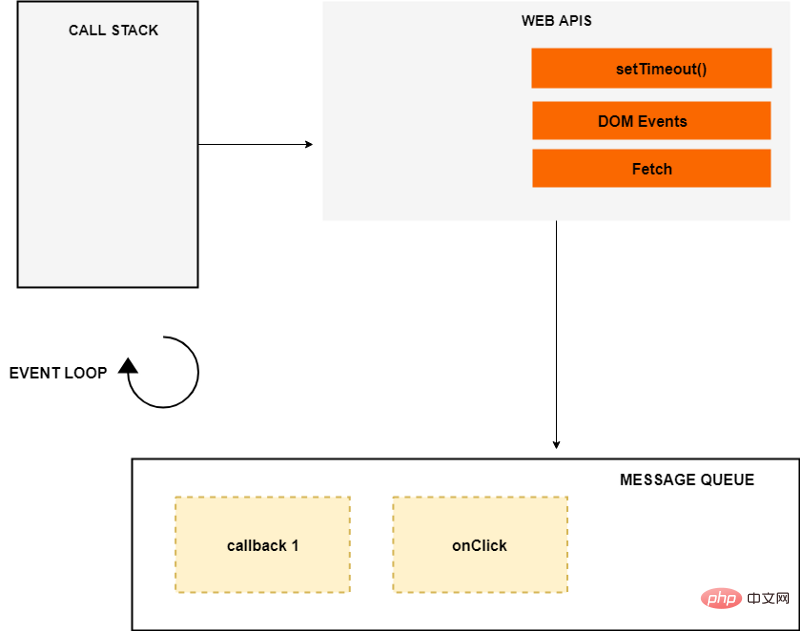 CALL STACK
WEB APIS
setTimeout()
DOM Events
Fetch
EVENT LOOP
MESSAGE QUEUE
callback 1
onClick
php 中文网